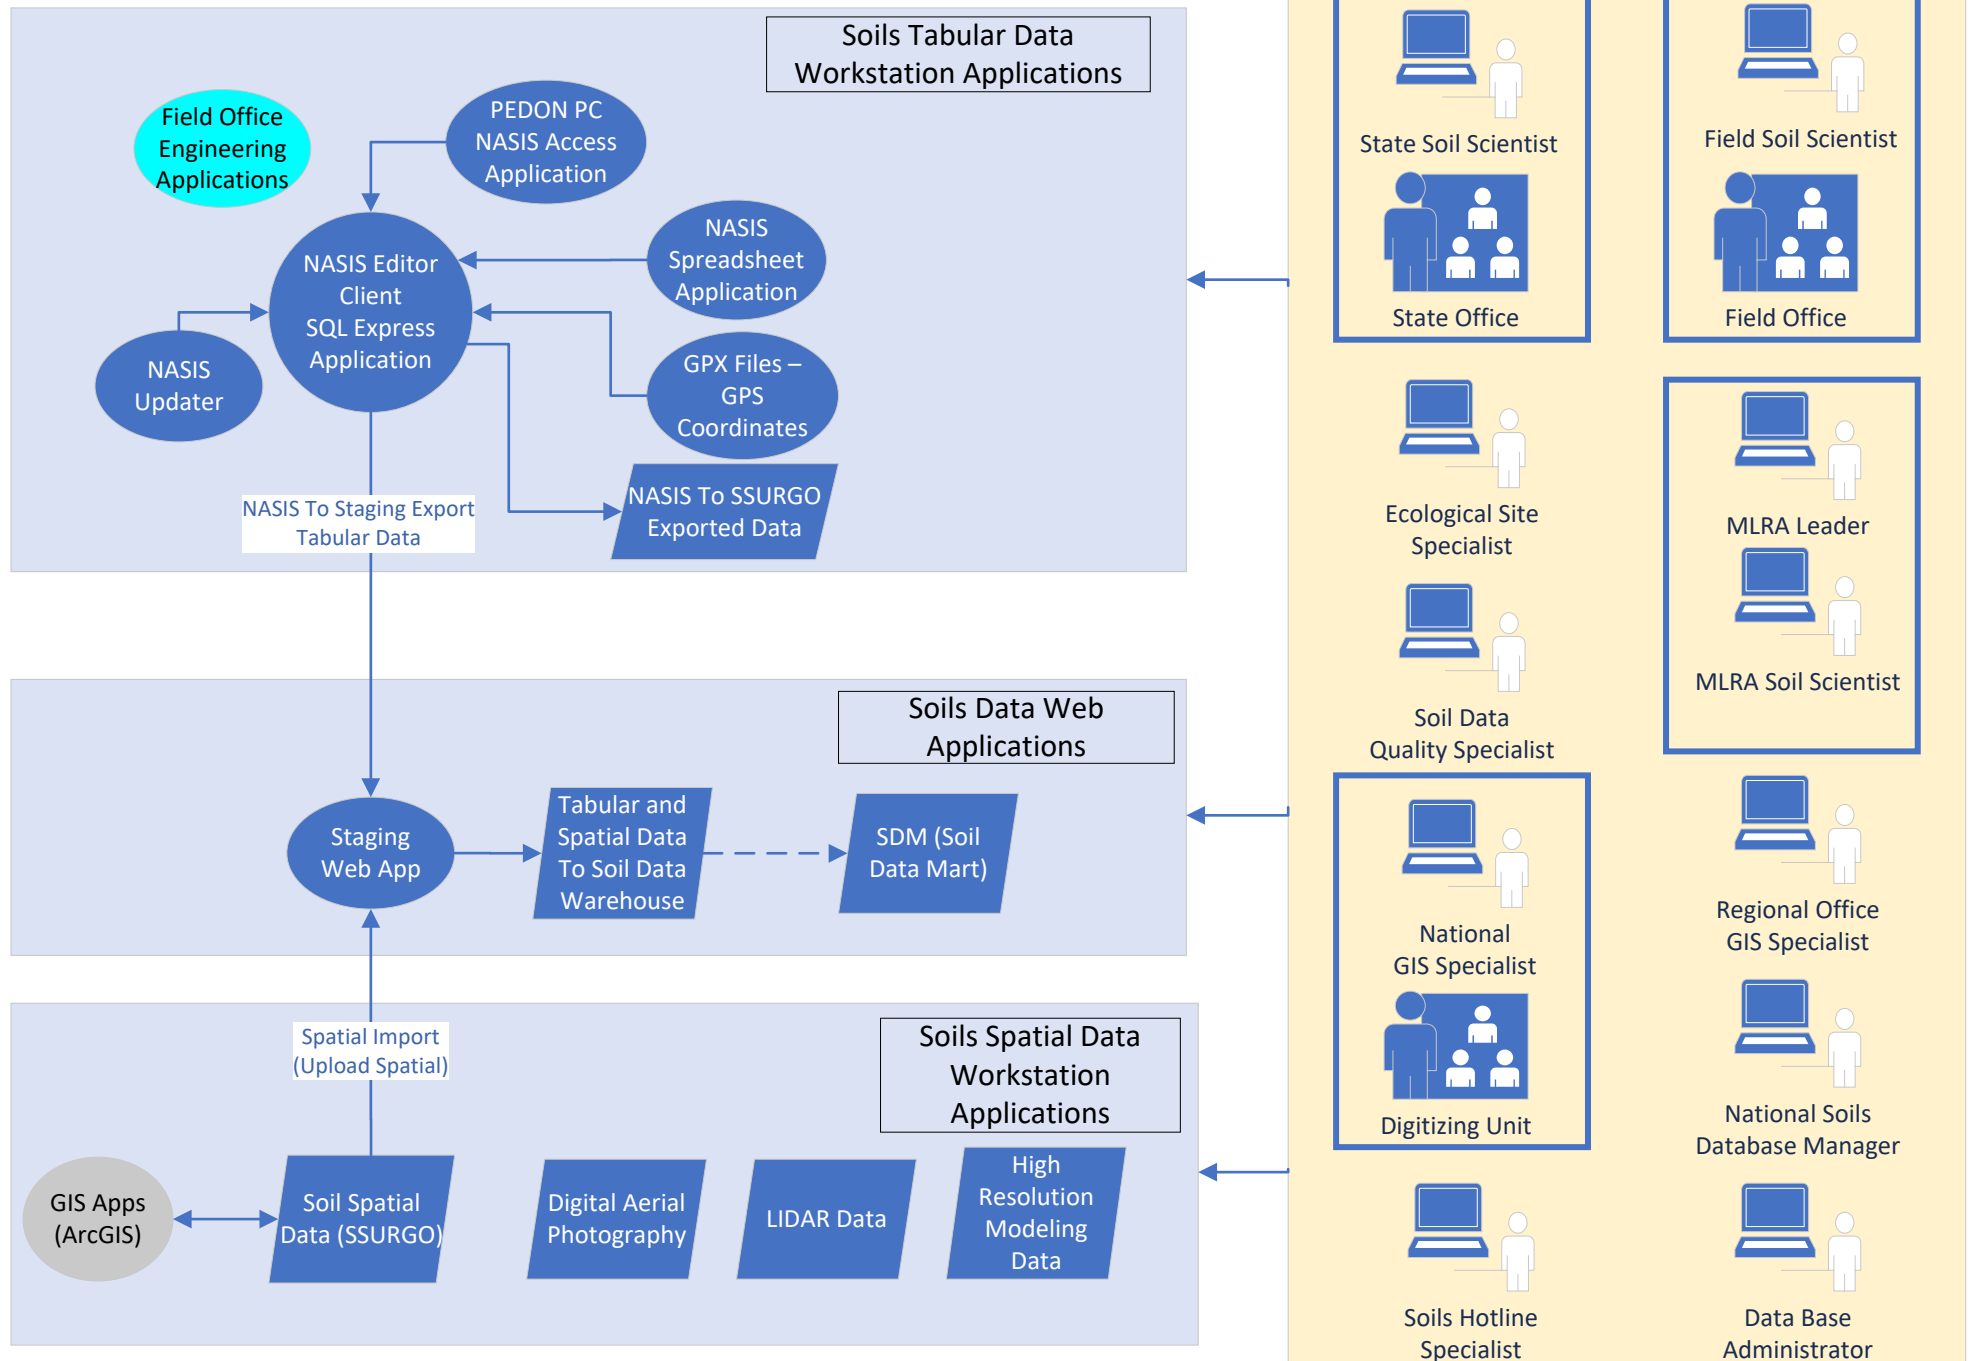 Soils Tabular Data
Workstation Applications
Field Office
Engineering
Applications
PEDON PC
NASIS Access
Application
NASIS
Spreadsheet
Application
NASIS Editor
Client
SQL Express
Application
NASIS
Updater
GPX Files –
GPS
Coordinates
NASIS To SSURGO
Exported Data
NASIS To Staging Export
Tabular Data
Soils Data Web
Applications
Staging
Web App
Tabular and
Spatial Data
To Soil Data
Warehouse
SDM (Soil
Data Mart)
Spatial Import
(Upload Spatial)
Soils Spatial Data
Workstation
Applications
GIS Apps
(ArcGIS)
Soil Spatial
Data (SSURGO)
Digital Aerial
Photography
LIDAR Data
High
Resolution
Modeling
Data
State Soil Scientist
State Office
Field Soil Scientist
Field Office
Ecological Site
Specialist
MLRA Leader
MLRA Soil Scientist
Soil Data
Quality Specialist
National
GIS Specialist
Digitizing Unit
Regional Office
GIS Specialist
National Soils
Database Manager
Soils Hotline
Specialist
Data Base
Administrator